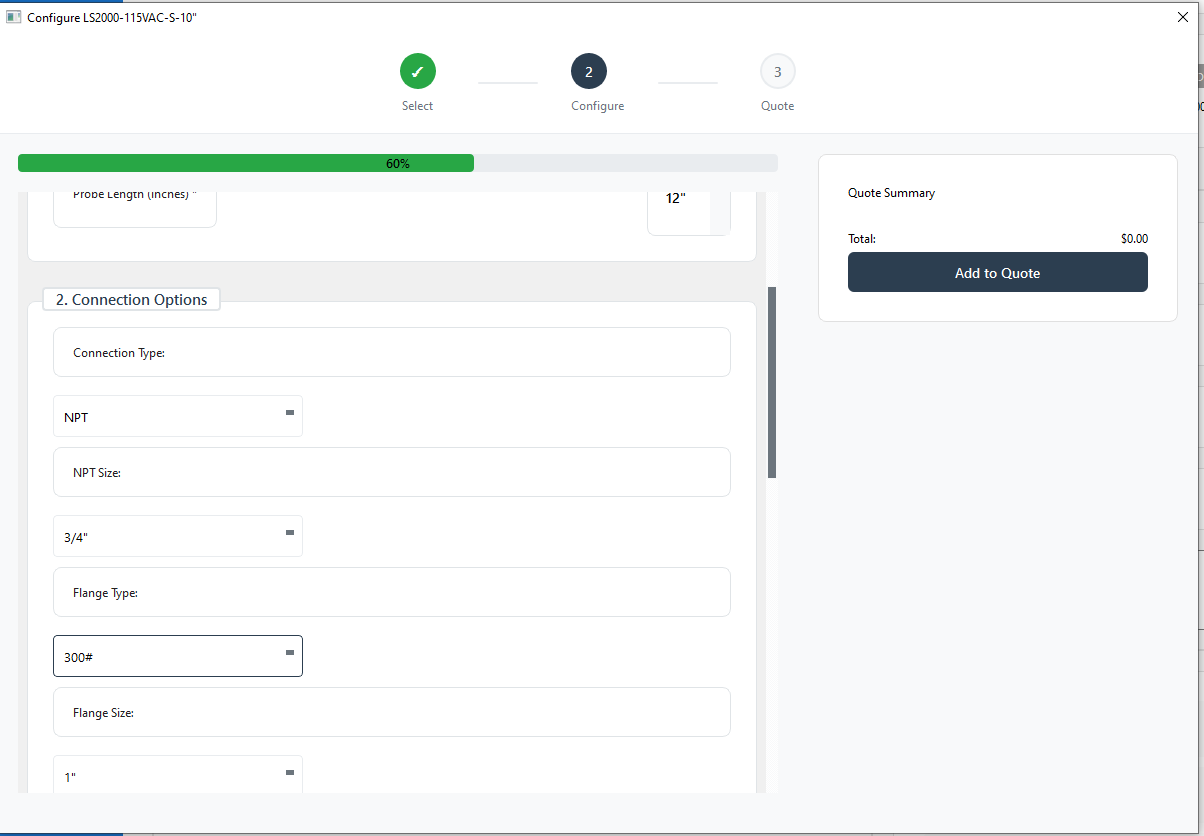 Configure LS2000-115VAC-S-10"
✓
2
3
Select
Configure
Quote
60%
Probe Length (Inches) *
12"
2. Connection Options
Connection Type:
NPT
NPT Size:
3/4"
Flange Type:
300#
Flange Size:
1"
Quote Summary
Total:
$0.00
Add to Quote